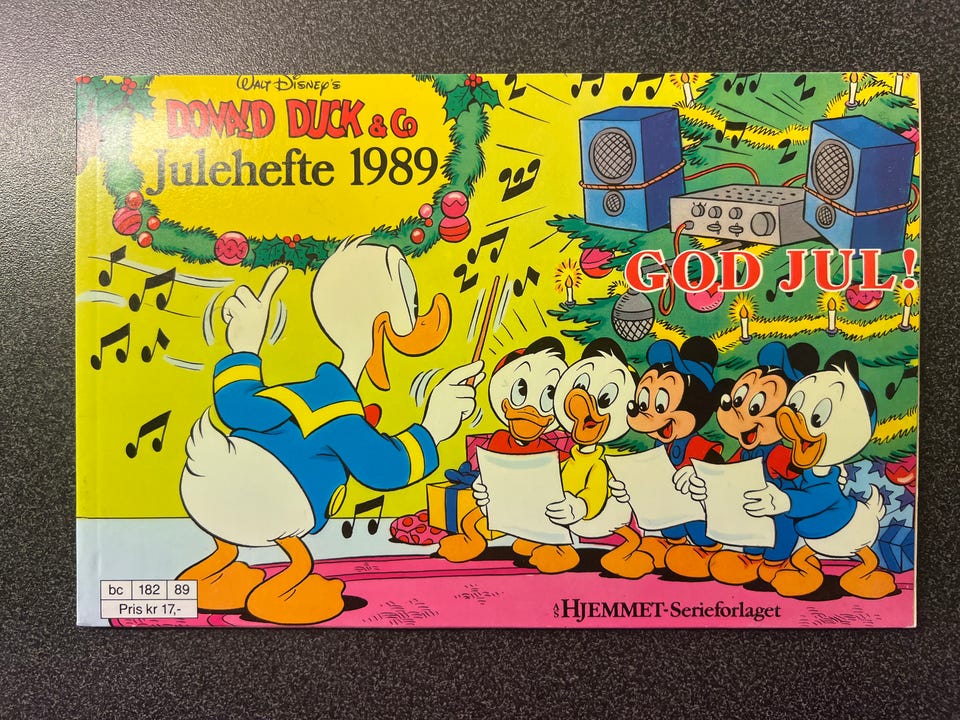 WALT DISNEY'S
DONALD DUCK & CO
Julehefte 1989
GOD JUL!
bc 182 89
Pris kr 17,-
A/S HJEMMET-Serieforlaget